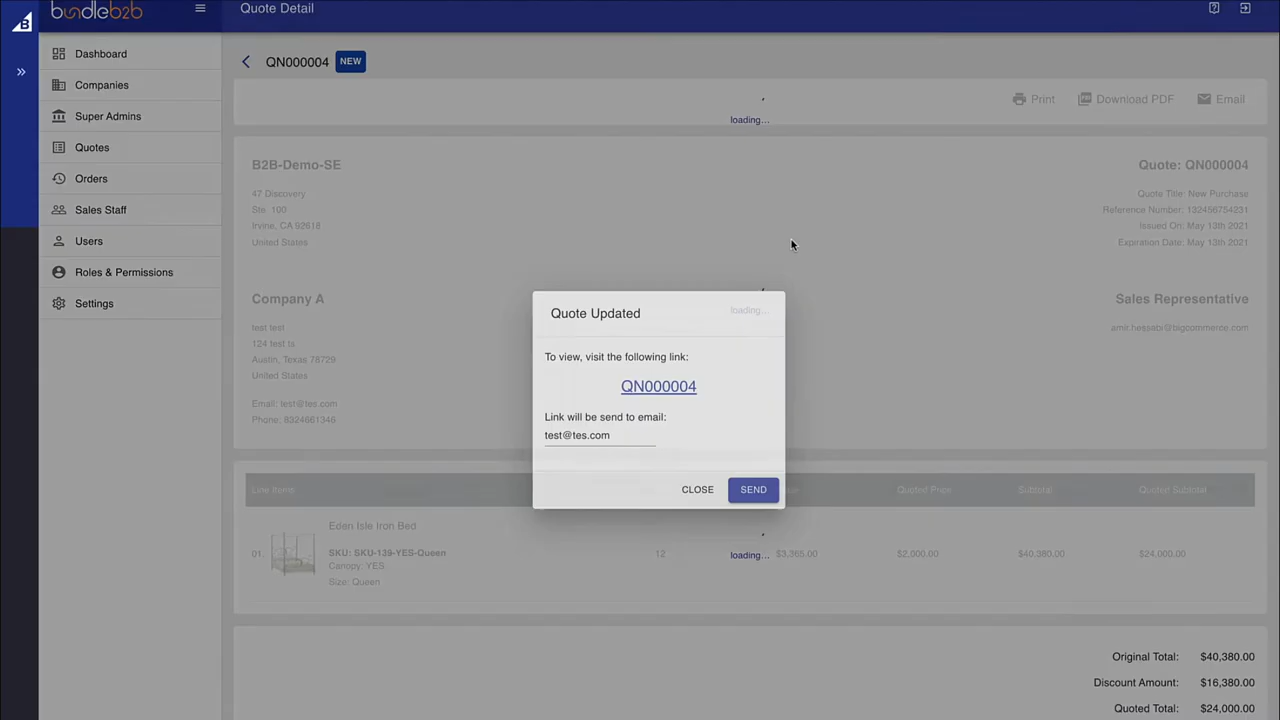 bundleb2b
Quote Detail
Dashboard
Companies
Super Admins
Quotes
Orders
Sales Staff
Users
Roles & Permissions
Settings
QN000004 NEW
Print Download PDF Email
loading...
B2B-Demo-SE
47 Discovery
Ste. 100
Irvine, CA 92618
United States
Quote: QN000004
Quote Title: New Purchase
Reference Number: 132456754231
Issued On: May 13th 2021
Expiration Date: May 13th 2021
Company A
test test
124 test ts
Austin, Texas 78729
United States
Email: test@tes.com
Phone: 8324661346
Sales Representative
amir.hessabi@bigcommerce.com
Quote Updated
loading...
To view, visit the following link:
QN000004
Link will be send to email:
test@tes.com
CLOSE SEND
Line Items Quoted Price Subtotal Quoted Subtotal
01. Eden Isle Iron Bed
SKU: SKU-139-YES-Queen
Canopy: YES
Size: Queen
12 loading... $3,365.00 $2,000.00 $40,380.00 $24,000.00
Original Total: $40,380.00
Discount Amount: $16,380.00
Quoted Total: $24,000.00